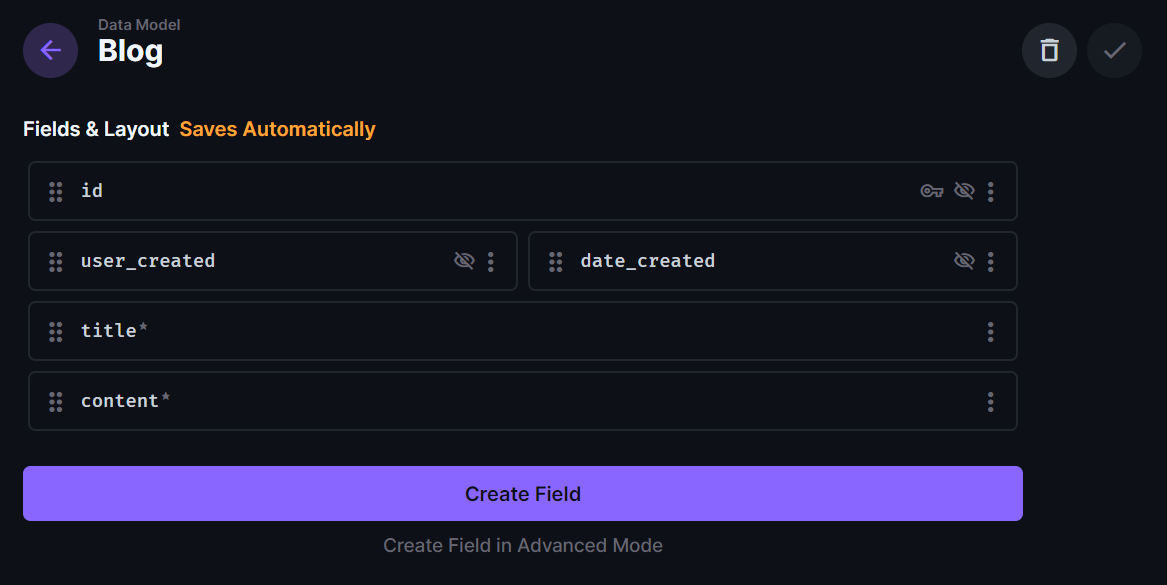 Data Model
Blog
Fields & Layout Saves Automatically
id
user_created date_created
title*
content*
Create Field
Create Field in Advanced Mode